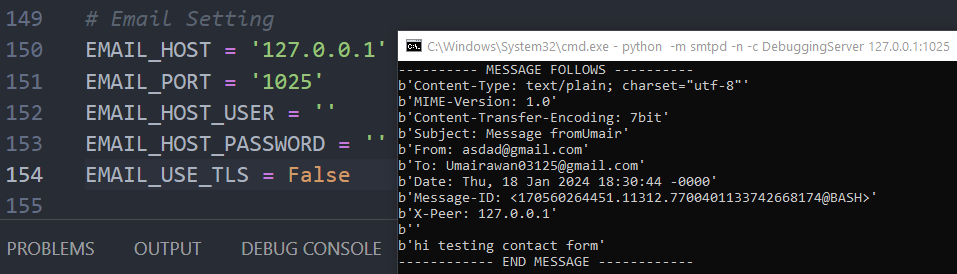 149 # Email Setting
150 EMAIL_HOST = '127.0.0.1'
151 EMAIL_PORT = '1025'
152 EMAIL_HOST_USER = ''
153 EMAIL_HOST_PASSWORD = ''
154 EMAIL_USE_TLS = False
155
PROBLEMS OUTPUT DEBUG CONSOLE
C:\Windows\System32\cmd.exe - python -m smtpd -n -c DebuggingServer 127.0.0.1:1025
---------- MESSAGE FOLLOWS ----------
b'Content-Type: text/plain; charset="utf-8"'
b'MIME-Version: 1.0'
b'Content-Transfer-Encoding: 7bit'
b'Subject: Message fromUmair'
b'From: asdad@gmail.com'
b'To: Umairawan03125@gmail.com'
b'Date: Thu, 18 Jan 2024 18:30:44 -0000'
b'Message-ID: <170560264451.11312.7700401133742668174@BASH>'
b'X-Peer: 127.0.0.1'
b''
b'hi testing contact form'
------------ END MESSAGE ------------